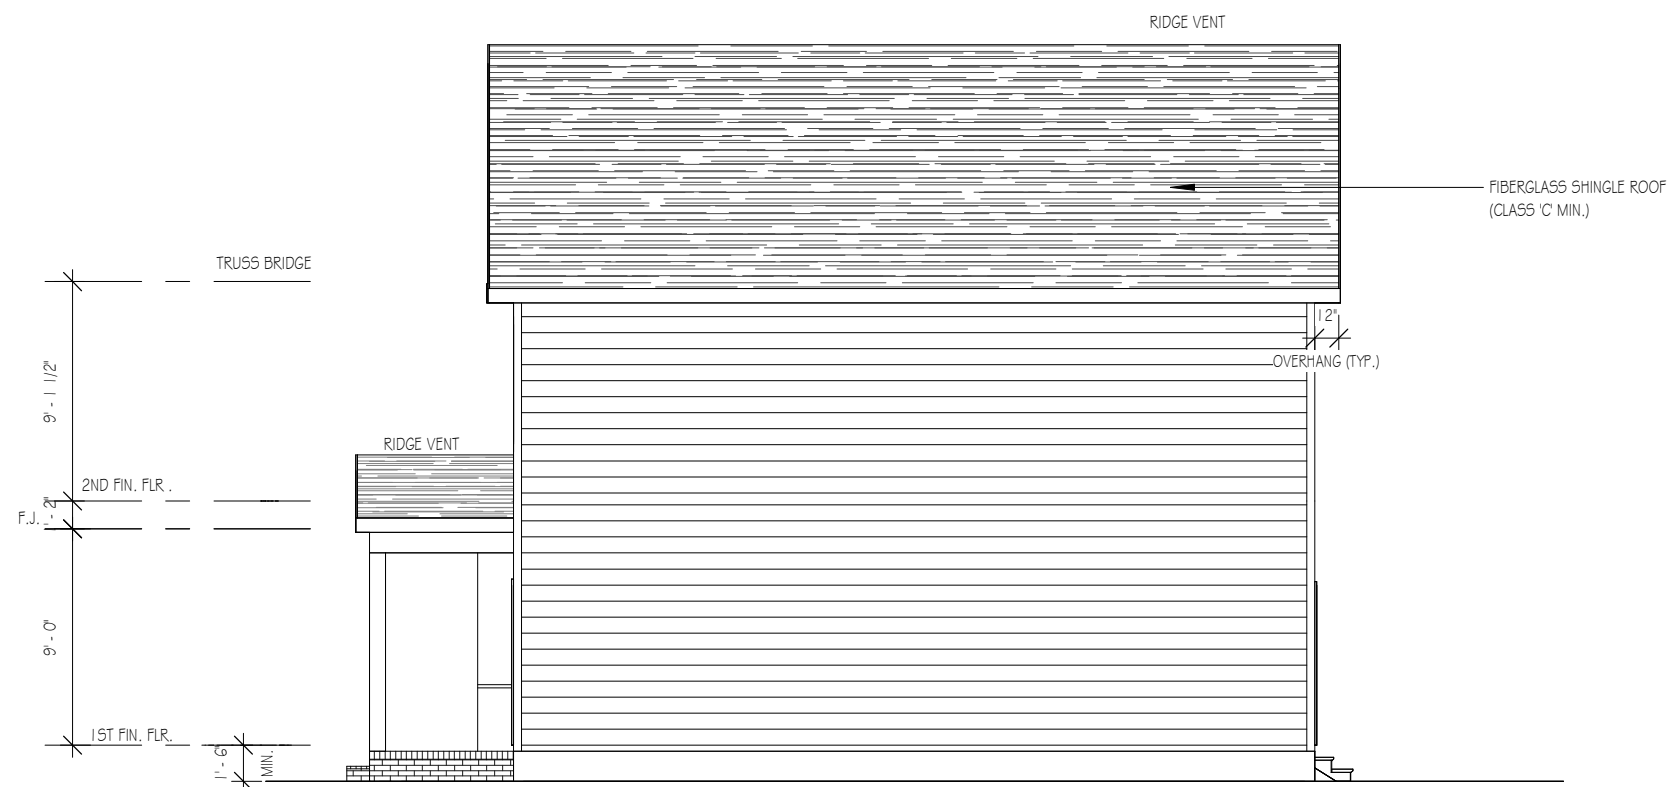 RIDGE VENT
FIBERGLASS SHINGLE ROOF
(CLASS 'C' MIN.)
TRUSS BRIDGE
12"
OVERHANG (TYP.)
9' - 1 1/2"
RIDGE VENT
2ND FIN. FLR .
F.J.
- 2"
9' - 0"
1ST FIN. FLR.
1' - 6"
MIN.